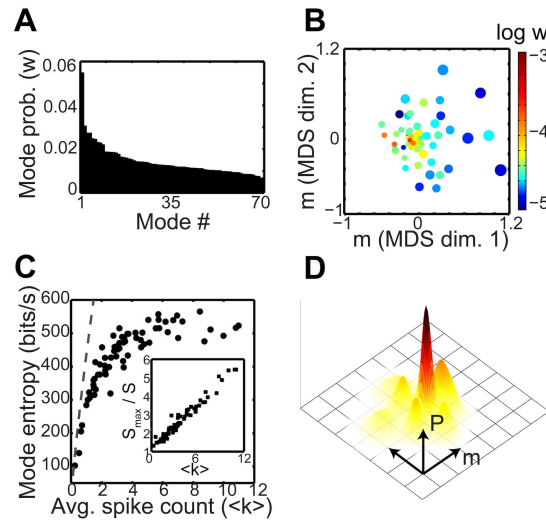 A
Mode prob. (w)
0.06
0.04
0.02
0
1
35
70
Mode #
B
log w
m (MDS dim. 2)
1.2
0
−1
−1
0
1.2
m (MDS dim. 1)
−3
−4
−5
C
Mode entropy (bits/s)
600
500
400
300
200
100
0 2 4 6 8 10 12
Avg. spike count (<k>)
S_max / S
6
5
4
3
2
1
0
6
12
<k>
D
P
m